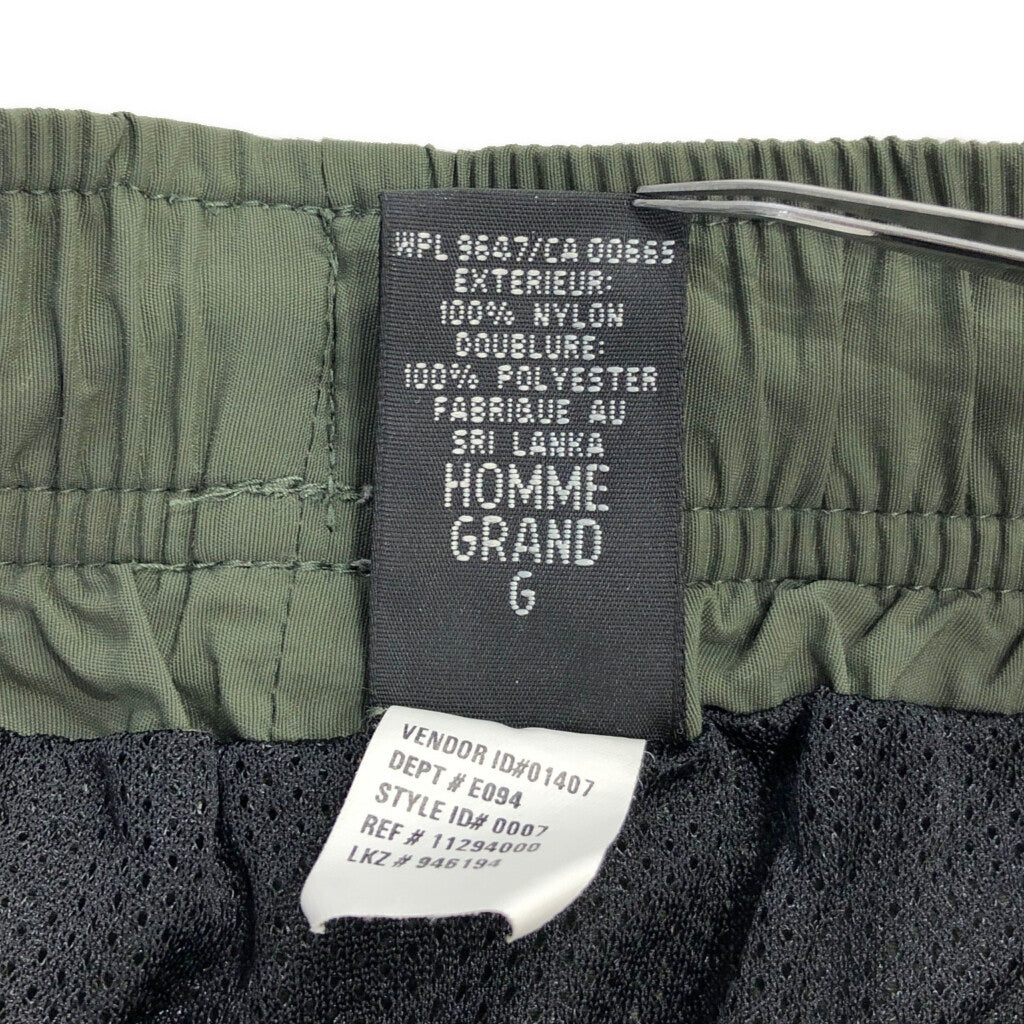 WPL 9647/CA 00665
EXTERIEUR:
100% NYLON
DOUBLURE:
100% POLYESTER
FABRIQUE AU
SRI LANKA
HOMME
GRAND
G
VENDOR ID#01407
DEPT # E094
STYLE ID# 0007
REF # 11294000
LKZ # 946194